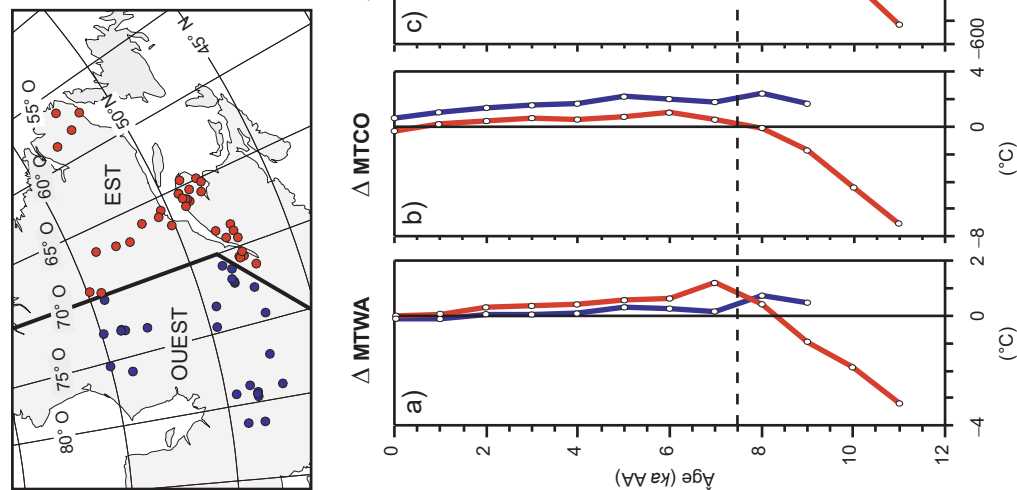 55° O
60° O
65° O
70° O
75° O
80° O
45° N
50° N
EST
OUEST
Δ MTWA
Δ MTCO
a)
b)
c)
0
2
4
6
8
10
12
Âge (ka AA)
−4
0
2
(°C)
−8
0
4
(°C)
−600